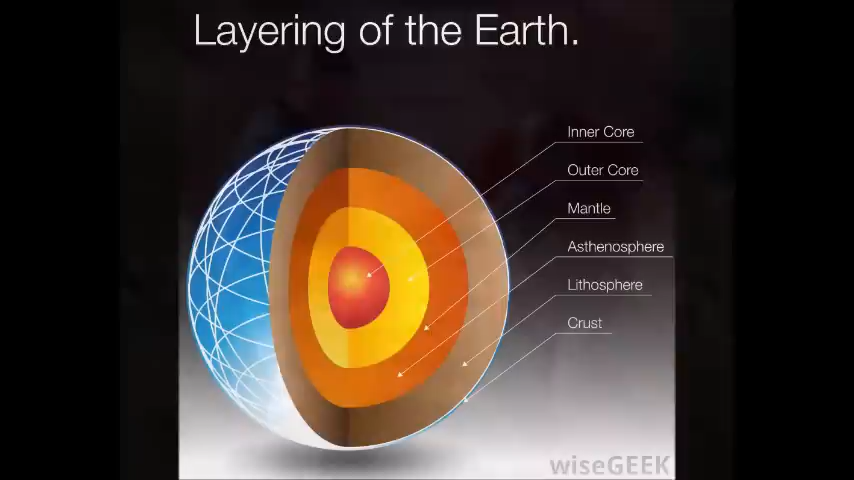 Layering of the Earth.
Inner Core
Outer Core
Mantle
Asthenosphere
Lithosphere
Crust
wiseGEEK